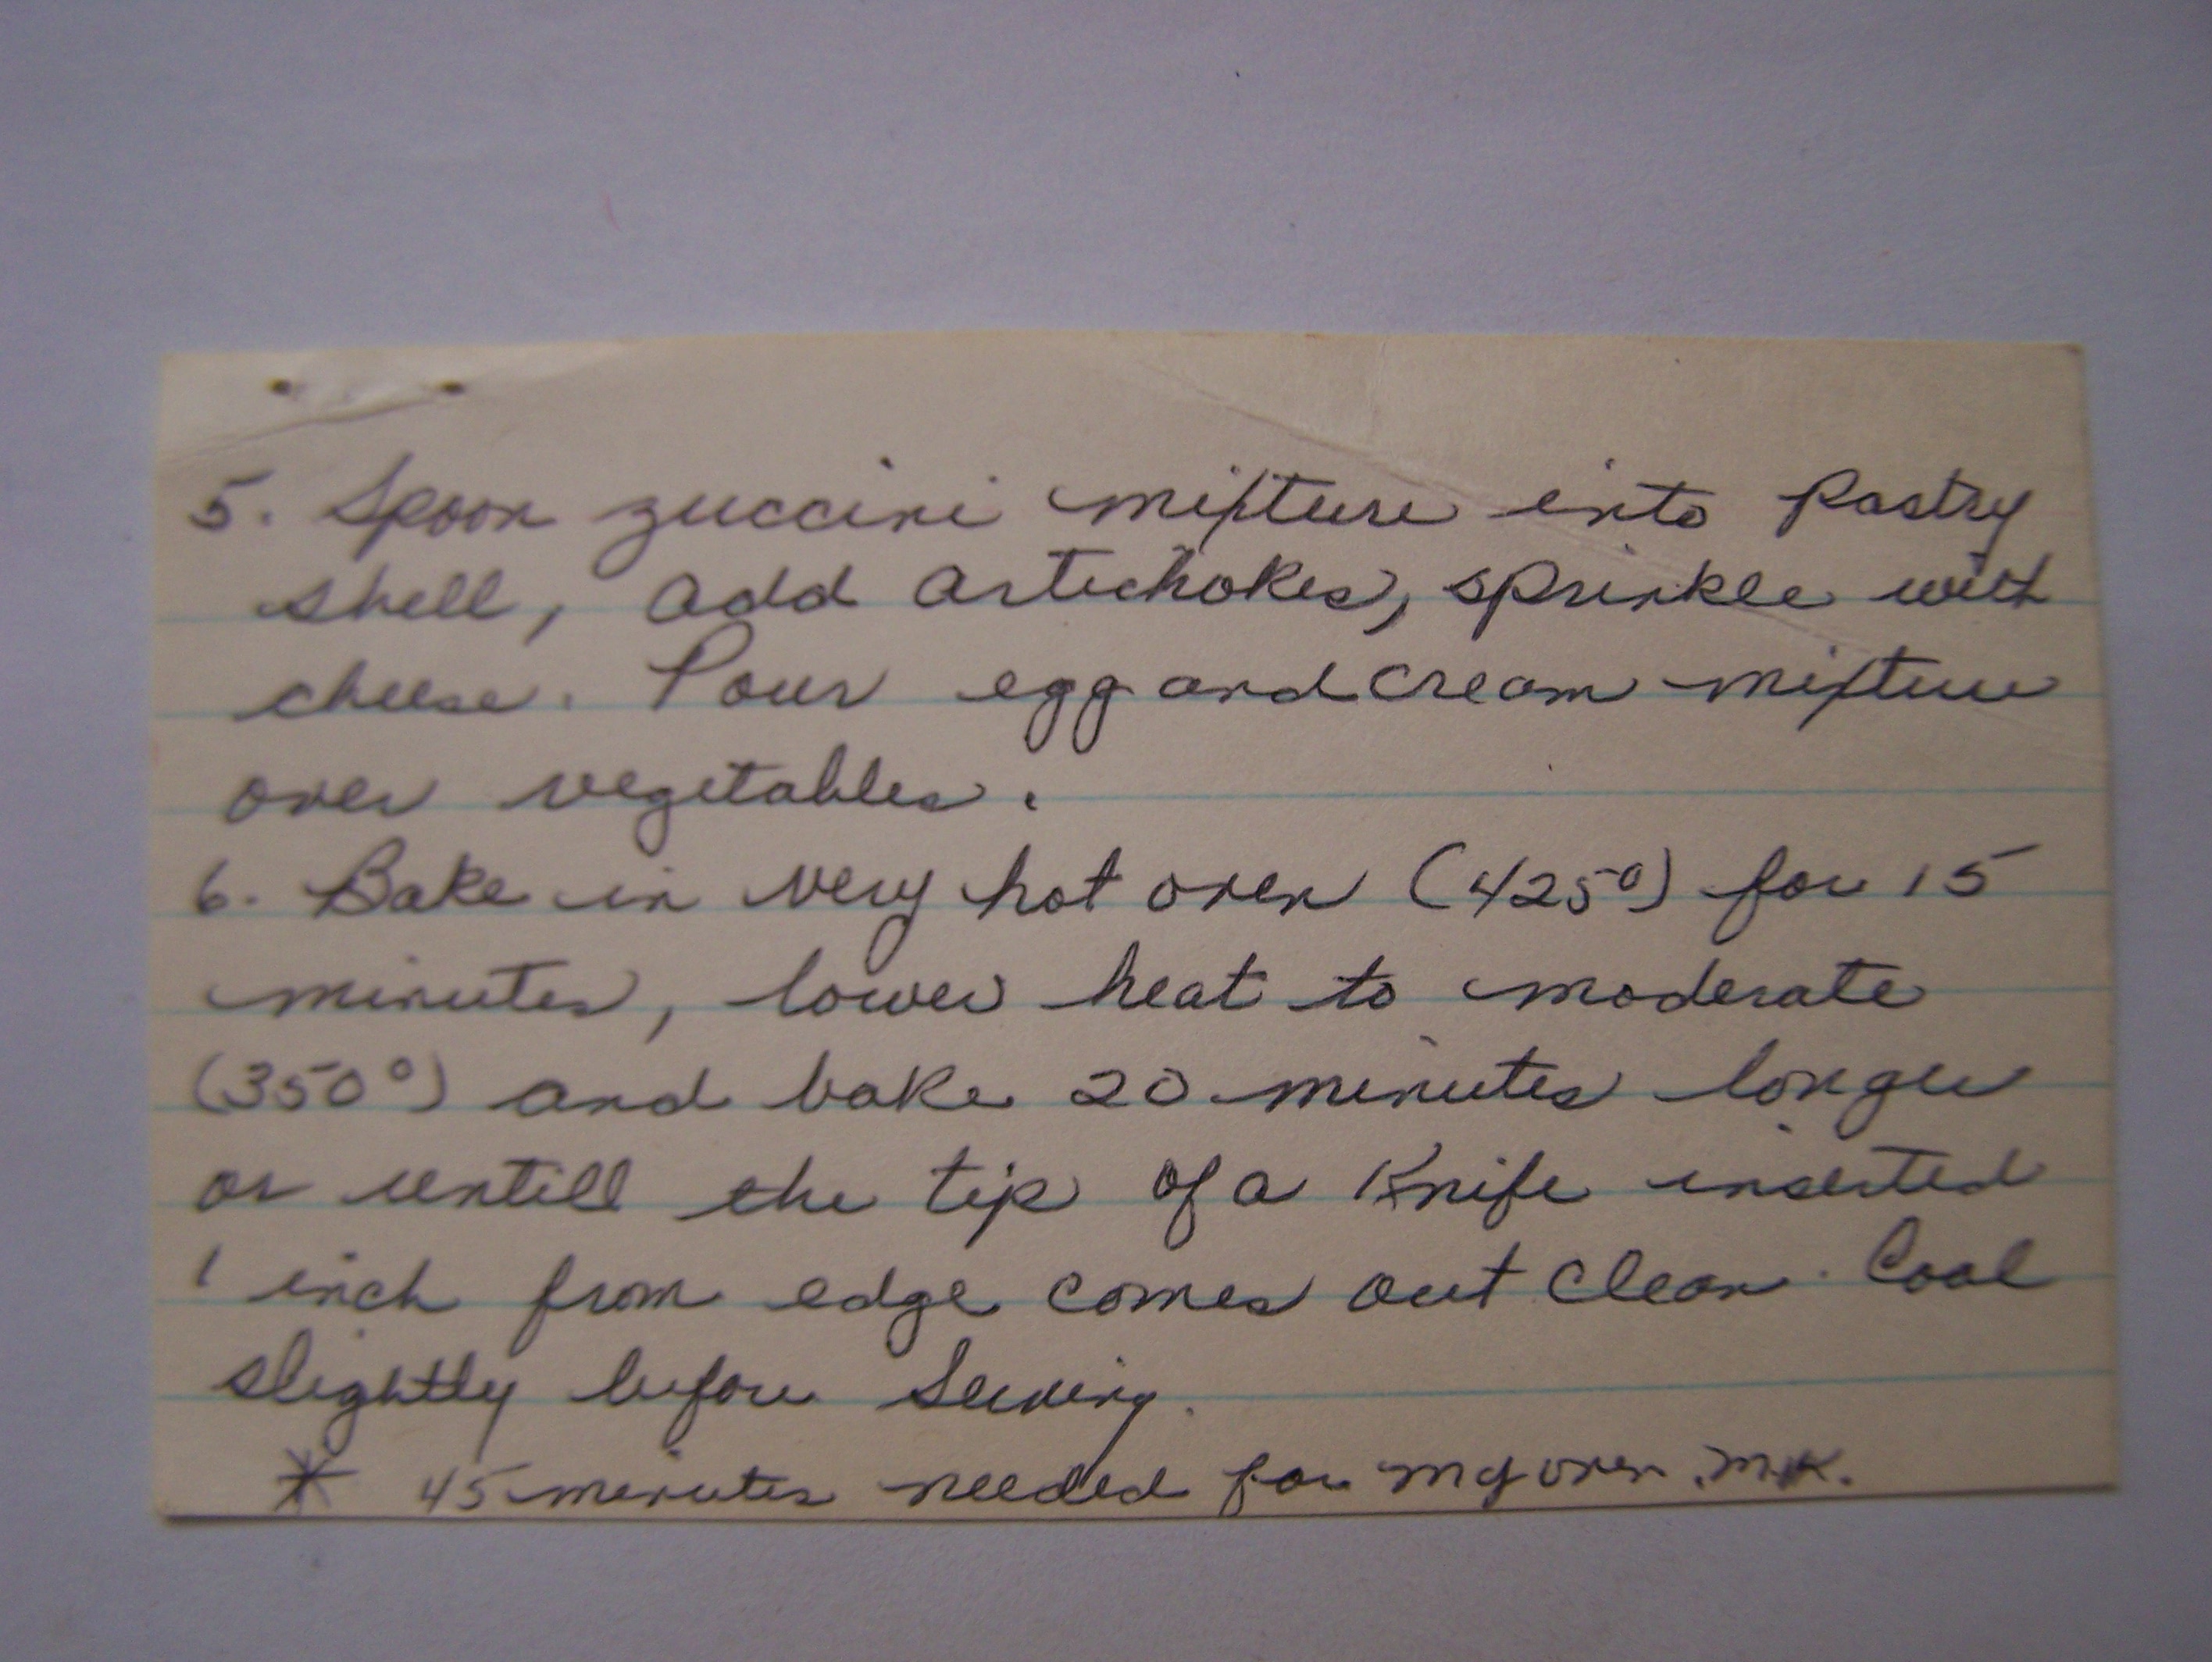 5. Spoon zuccini mixture into Pastry
shell, add artichokes, sprinkle with
cheese. Pour egg and cream mixture
over vegetables.
6. Bake in very hot oven (425°) for 15
minutes, lower heat to moderate
(350°) and bake 20 minutes longer
or untill the tip of a Knife inserted
1 inch from edge comes out clean. Cool
slightly before Serving.
* 45 minutes needed for my oven. M.K.